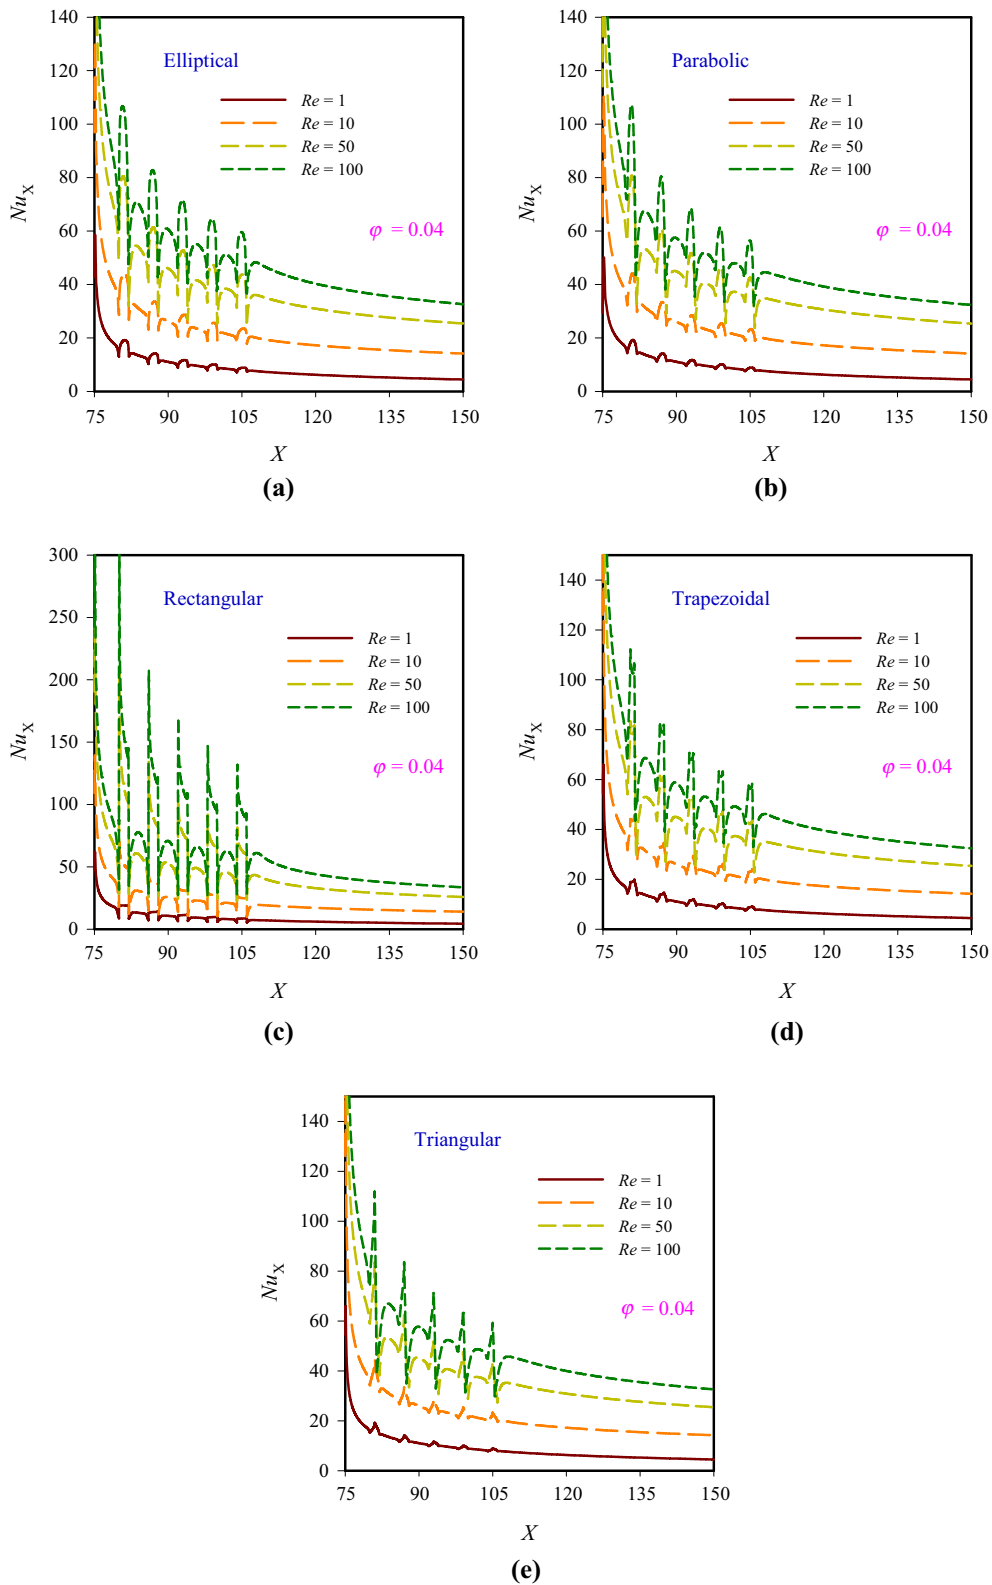 140
120
100
80
60
40
20
0
Nu_X
Elliptical
Re = 1
Re = 10
Re = 50
Re = 100
φ = 0.04
75 90 105 120 135 150
X
(a)
140
120
100
80
60
40
20
0
Nu_X
Parabolic
Re = 1
Re = 10
Re = 50
Re = 100
φ = 0.04
75 90 105 120 135 150
X
(b)
300
250
200
150
100
50
0
Nu_X
Rectangular
Re = 1
Re = 10
Re = 50
Re = 100
φ = 0.04
75 90 105 120 135 150
X
(c)
140
120
100
80
60
40
20
0
Nu_X
Trapezoidal
Re = 1
Re = 10
Re = 50
Re = 100
φ = 0.04
75 90 105 120 135 150
X
(d)
140
120
100
80
60
40
20
0
Nu_X
Triangular
Re = 1
Re = 10
Re = 50
Re = 100
φ = 0.04
75 90 105 120 135 150
X
(e)